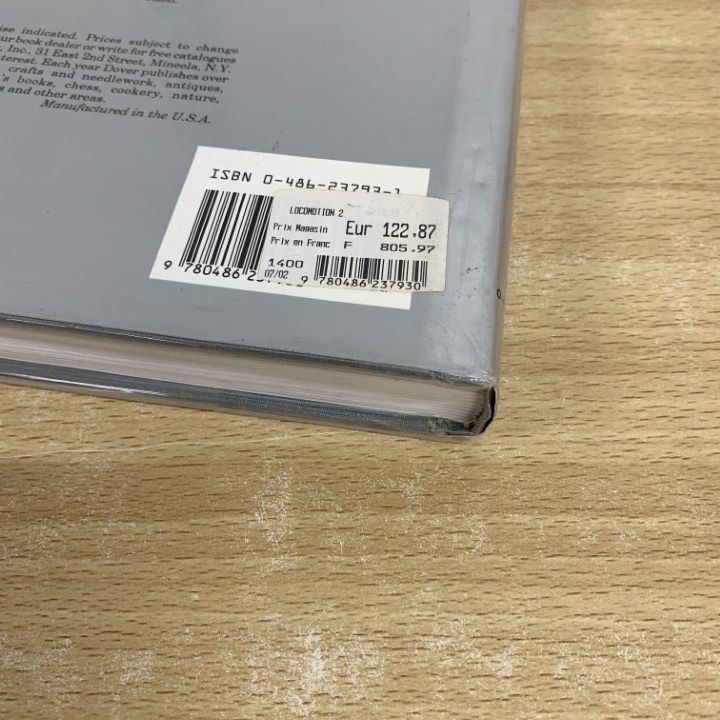 ise indicated. Prices subject to change
ur book dealer or write for free catalogues
, Inc., 31 East 2nd Street, Mineola, N.Y.
terest. Each year Dover publishes over
crafts and needlework, antiques,
's books, chess, cookery, nature,
s and other areas.
Manufactured in the U.S.A.
ISBN 0-486-23793-1
LOCOMOTION 2
Prix Magasin Eur 122.87
Prix en Franc F 805.97
1400
07/02
9 780486 237930
9 780486 237930